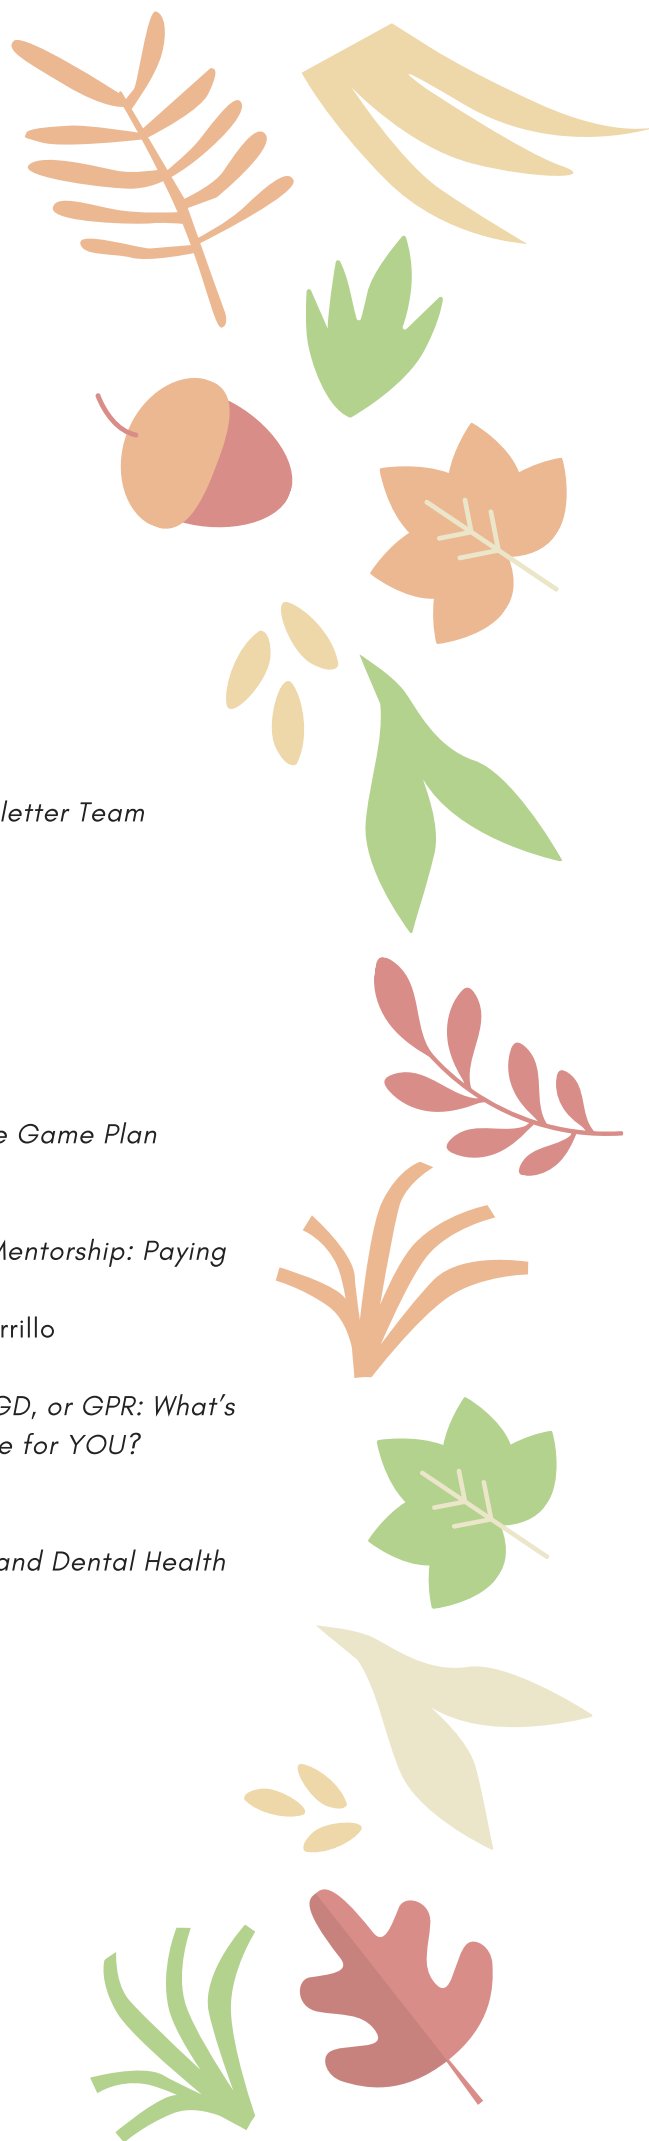 letter Team
e Game Plan
Mentorship: Paying
rrillo
GD, or GPR: What's
e for YOU?
and Dental Health